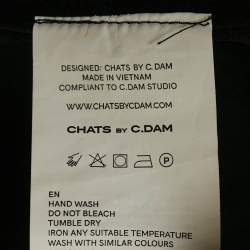 DESIGNED: CHATS BY C.DAM
MADE IN VIETNAM
COMPLIANT TO C.DAM STUDIO
WWW.CHATSBYCDAM.COM
CHATS BY C.DAM
P
EN
HAND WASH
DO NOT BLEACH
TUMBLE DRY
IRON ANY SUITABLE TEMPERATURE
WASH WITH SIMILAR COLOURS